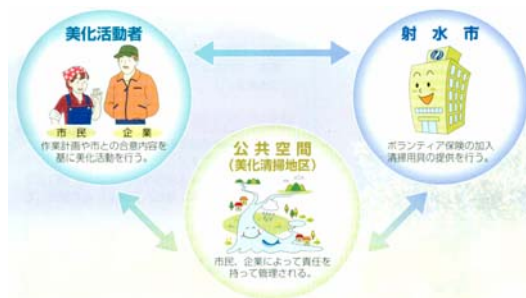 美化活動者
市民 企業
作業計画や市との合意内容を
基に美化活動を行う。
射水市
ボランティア保険の加入
清掃用具の提供を行う。
公共空間
(美化清掃地区)
市民、企業によって責任を
持って管理される。